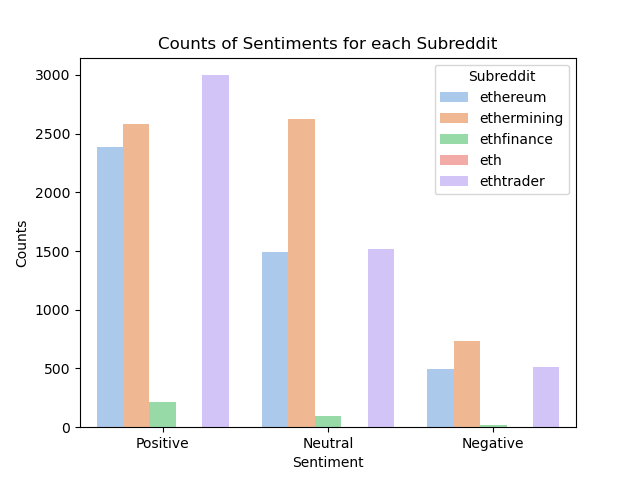 Counts of Sentiments for each Subreddit
Subreddit
ethereum
ethermining
ethfinance
eth
ethtrader
Counts
3000
2500
2000
1500
1000
500
0
Positive
Neutral
Negative
Sentiment